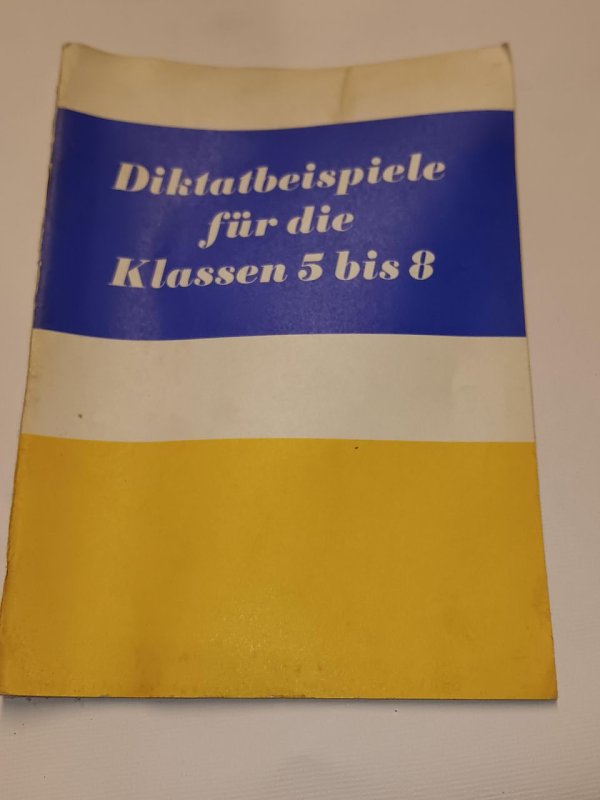 Diktatbeispiele
für die
Klassen 5 bis 8